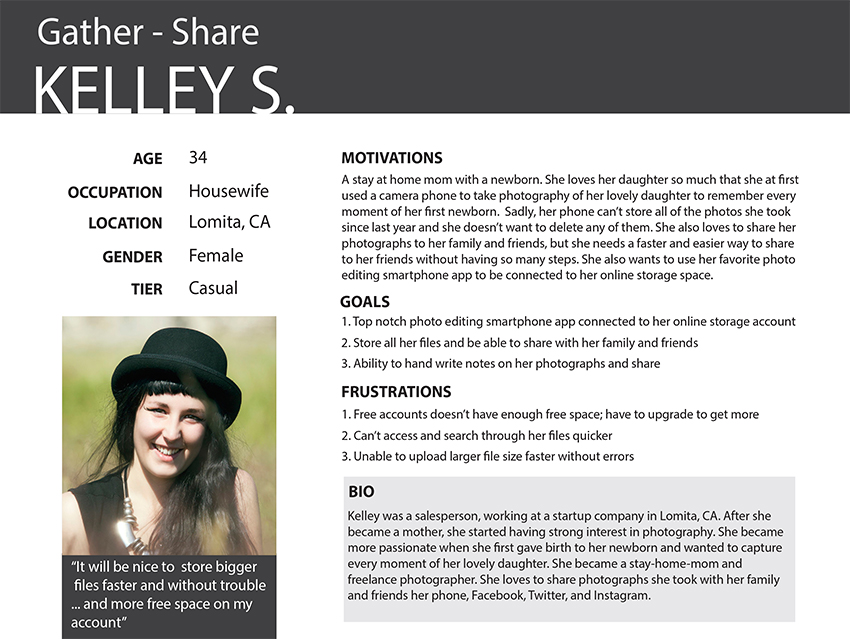 Gather - Share
KELLEY S.
AGE 34
OCCUPATION Housewife
LOCATION Lomita, CA
GENDER Female
TIER Casual
"It will be nice to store bigger
files faster and without trouble
... and more free space on my
account"
MOTIVATIONS
A stay at home mom with a newborn. She loves her daughter so much that she at first
used a camera phone to take photography of her lovely daughter to remember every
moment of her first newborn. Sadly, her phone can't store all of the photos she took
since last year and she doesn't want to delete any of them. She also loves to share her
photographs to her family and friends, but she needs a faster and easier way to share
to her friends without having so many steps. She also wants to use her favorite photo
editing smartphone app to be connected to her online storage space.
GOALS
1. Top notch photo editing smartphone app connected to her online storage account
2. Store all her files and be able to share with her family and friends
3. Ability to hand write notes on her photographs and share
FRUSTRATIONS
1. Free accounts doesn't have enough free space; have to upgrade to get more
2. Can't access and search through her files quicker
3. Unable to upload larger file size faster without errors
BIO
Kelley was a salesperson, working at a startup company in Lomita, CA. After she
became a mother, she started having strong interest in photography. She became
more passionate when she first gave birth to her newborn and wanted to capture
every moment of her lovely daughter. She became a stay-home-mom and
freelance photographer. She loves to share photographs she took with her family
and friends her phone, Facebook, Twitter, and Instagram.